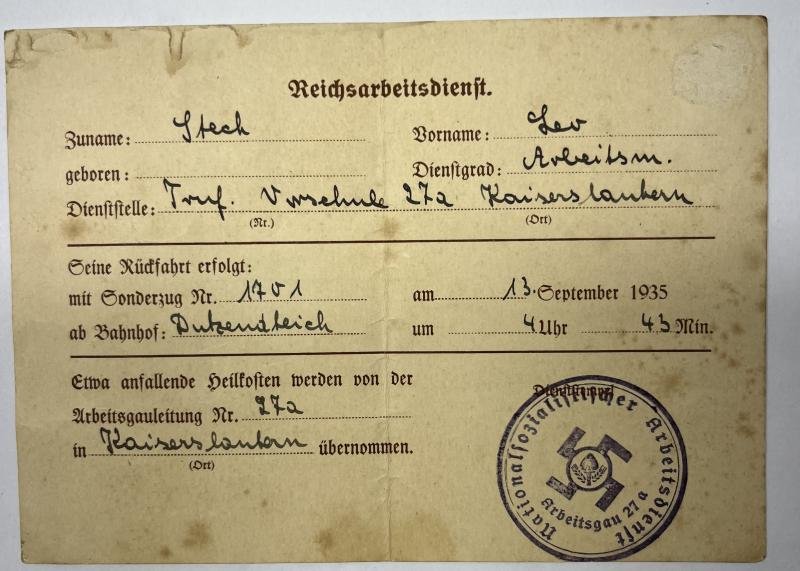 Reichsarbeitsdienst.
Zuname: Stech Vorname: Leo
geboren: Dienstgrad: Arbeitsm.
Dienststelle: Vorschule 27a Kaiserslautern
(Nr.) (Ort)
Seine Rückfahrt erfolgt:
mit Sonderzug Nr. 1701 am 13. September 1935
ab Bahnhof: Dutzendteich um 4 Uhr 43 Min.
Etwa anfallende Heilkosten werden von der
Arbeitsgauleitung Nr. 27a
in Kaiserslautern übernommen.
(Ort)
Dienststempel
Nationalsozialistischer Arbeitsdienst
Arbeitsgau 27a